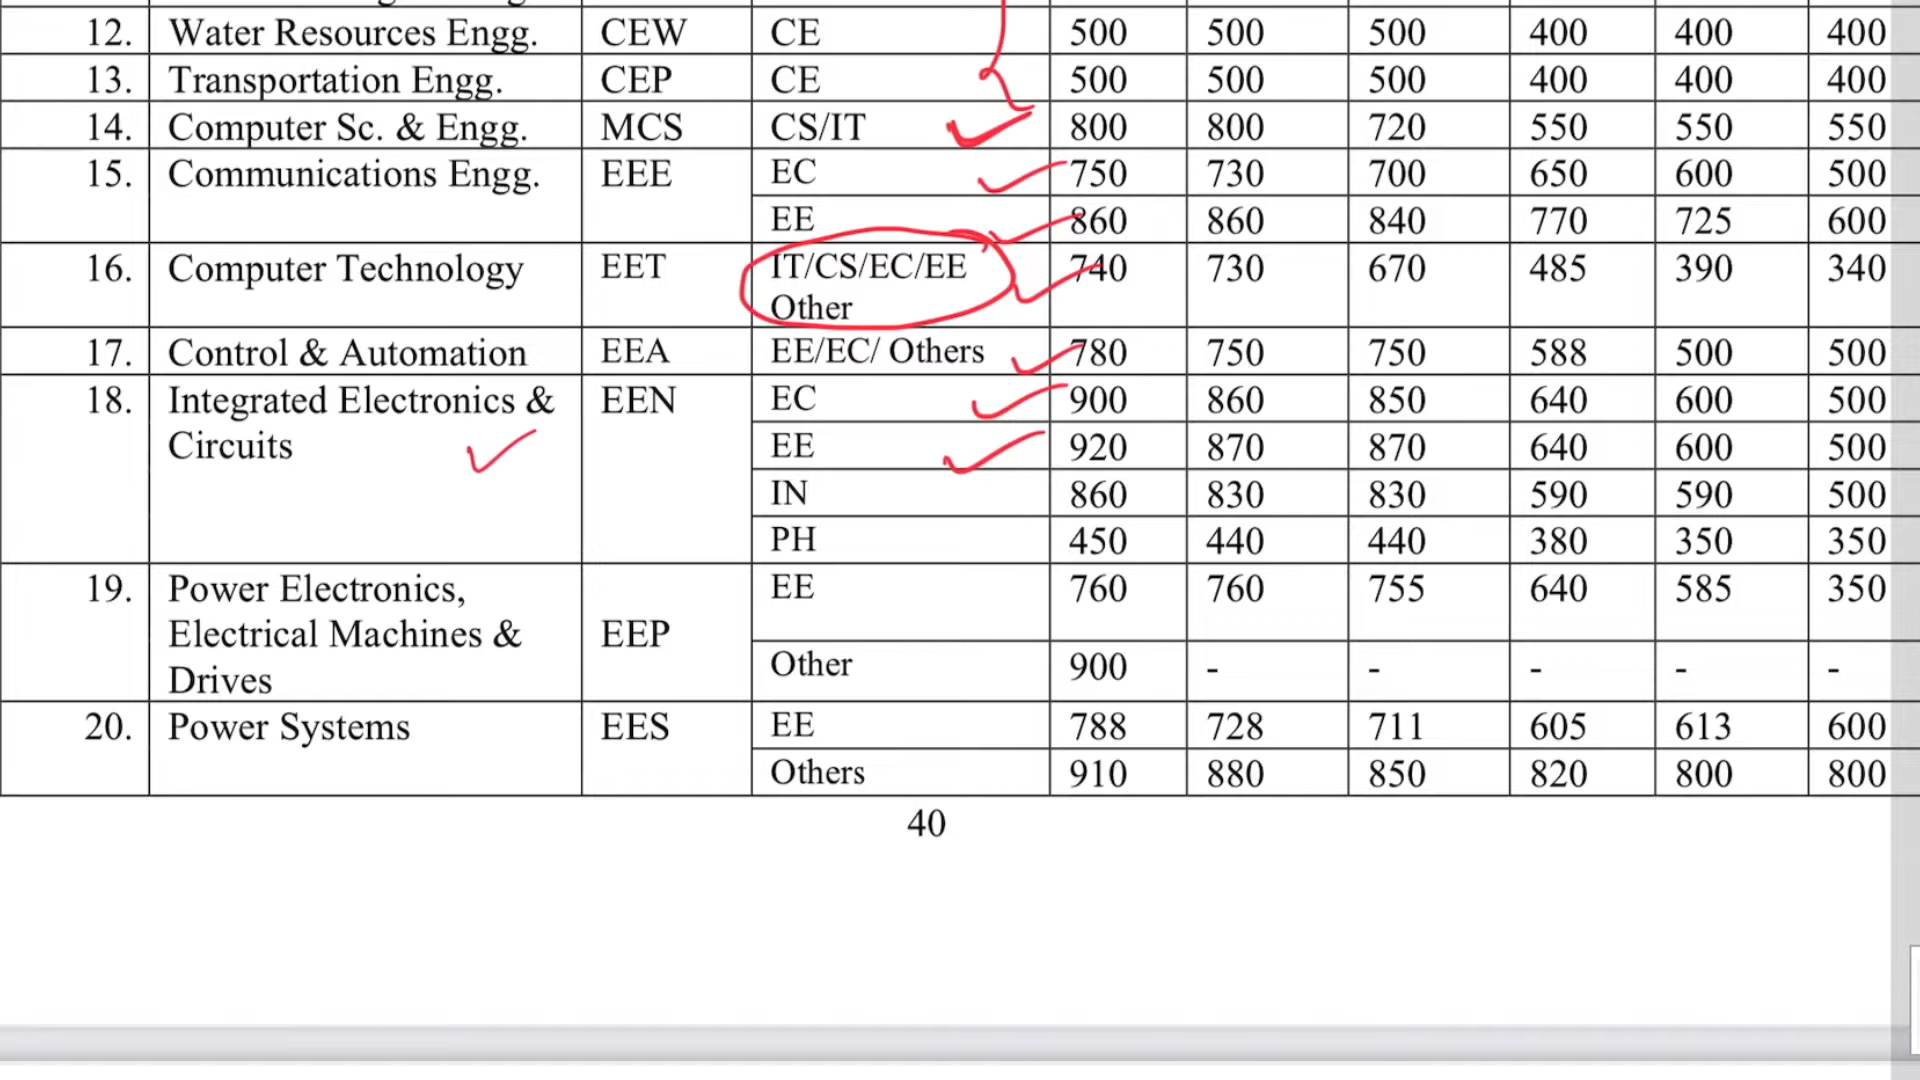 12. Water Resources Engg. CEW CE 500 500 500 400 400 400
13. Transportation Engg. CEP CE 500 500 500 400 400 400
14. Computer Sc. & Engg. MCS CS/IT 800 800 720 550 550 550
15. Communications Engg. EEE EC 750 730 700 650 600 500
EE 860 860 840 770 725 600
16. Computer Technology EET IT/CS/EC/EE 740 730 670 485 390 340
Other
17. Control & Automation EEA EE/EC/ Others 780 750 750 588 500 500
18. Integrated Electronics & EEN EC 900 860 850 640 600 500
Circuits EE 920 870 870 640 600 500
IN 860 830 830 590 590 500
PH 450 440 440 380 350 350
19. Power Electronics, EE 760 760 755 640 585 350
Electrical Machines & EEP
Drives Other 900 - - - - -
20. Power Systems EES EE 788 728 711 605 613 600
Others 910 880 850 820 800 800
40